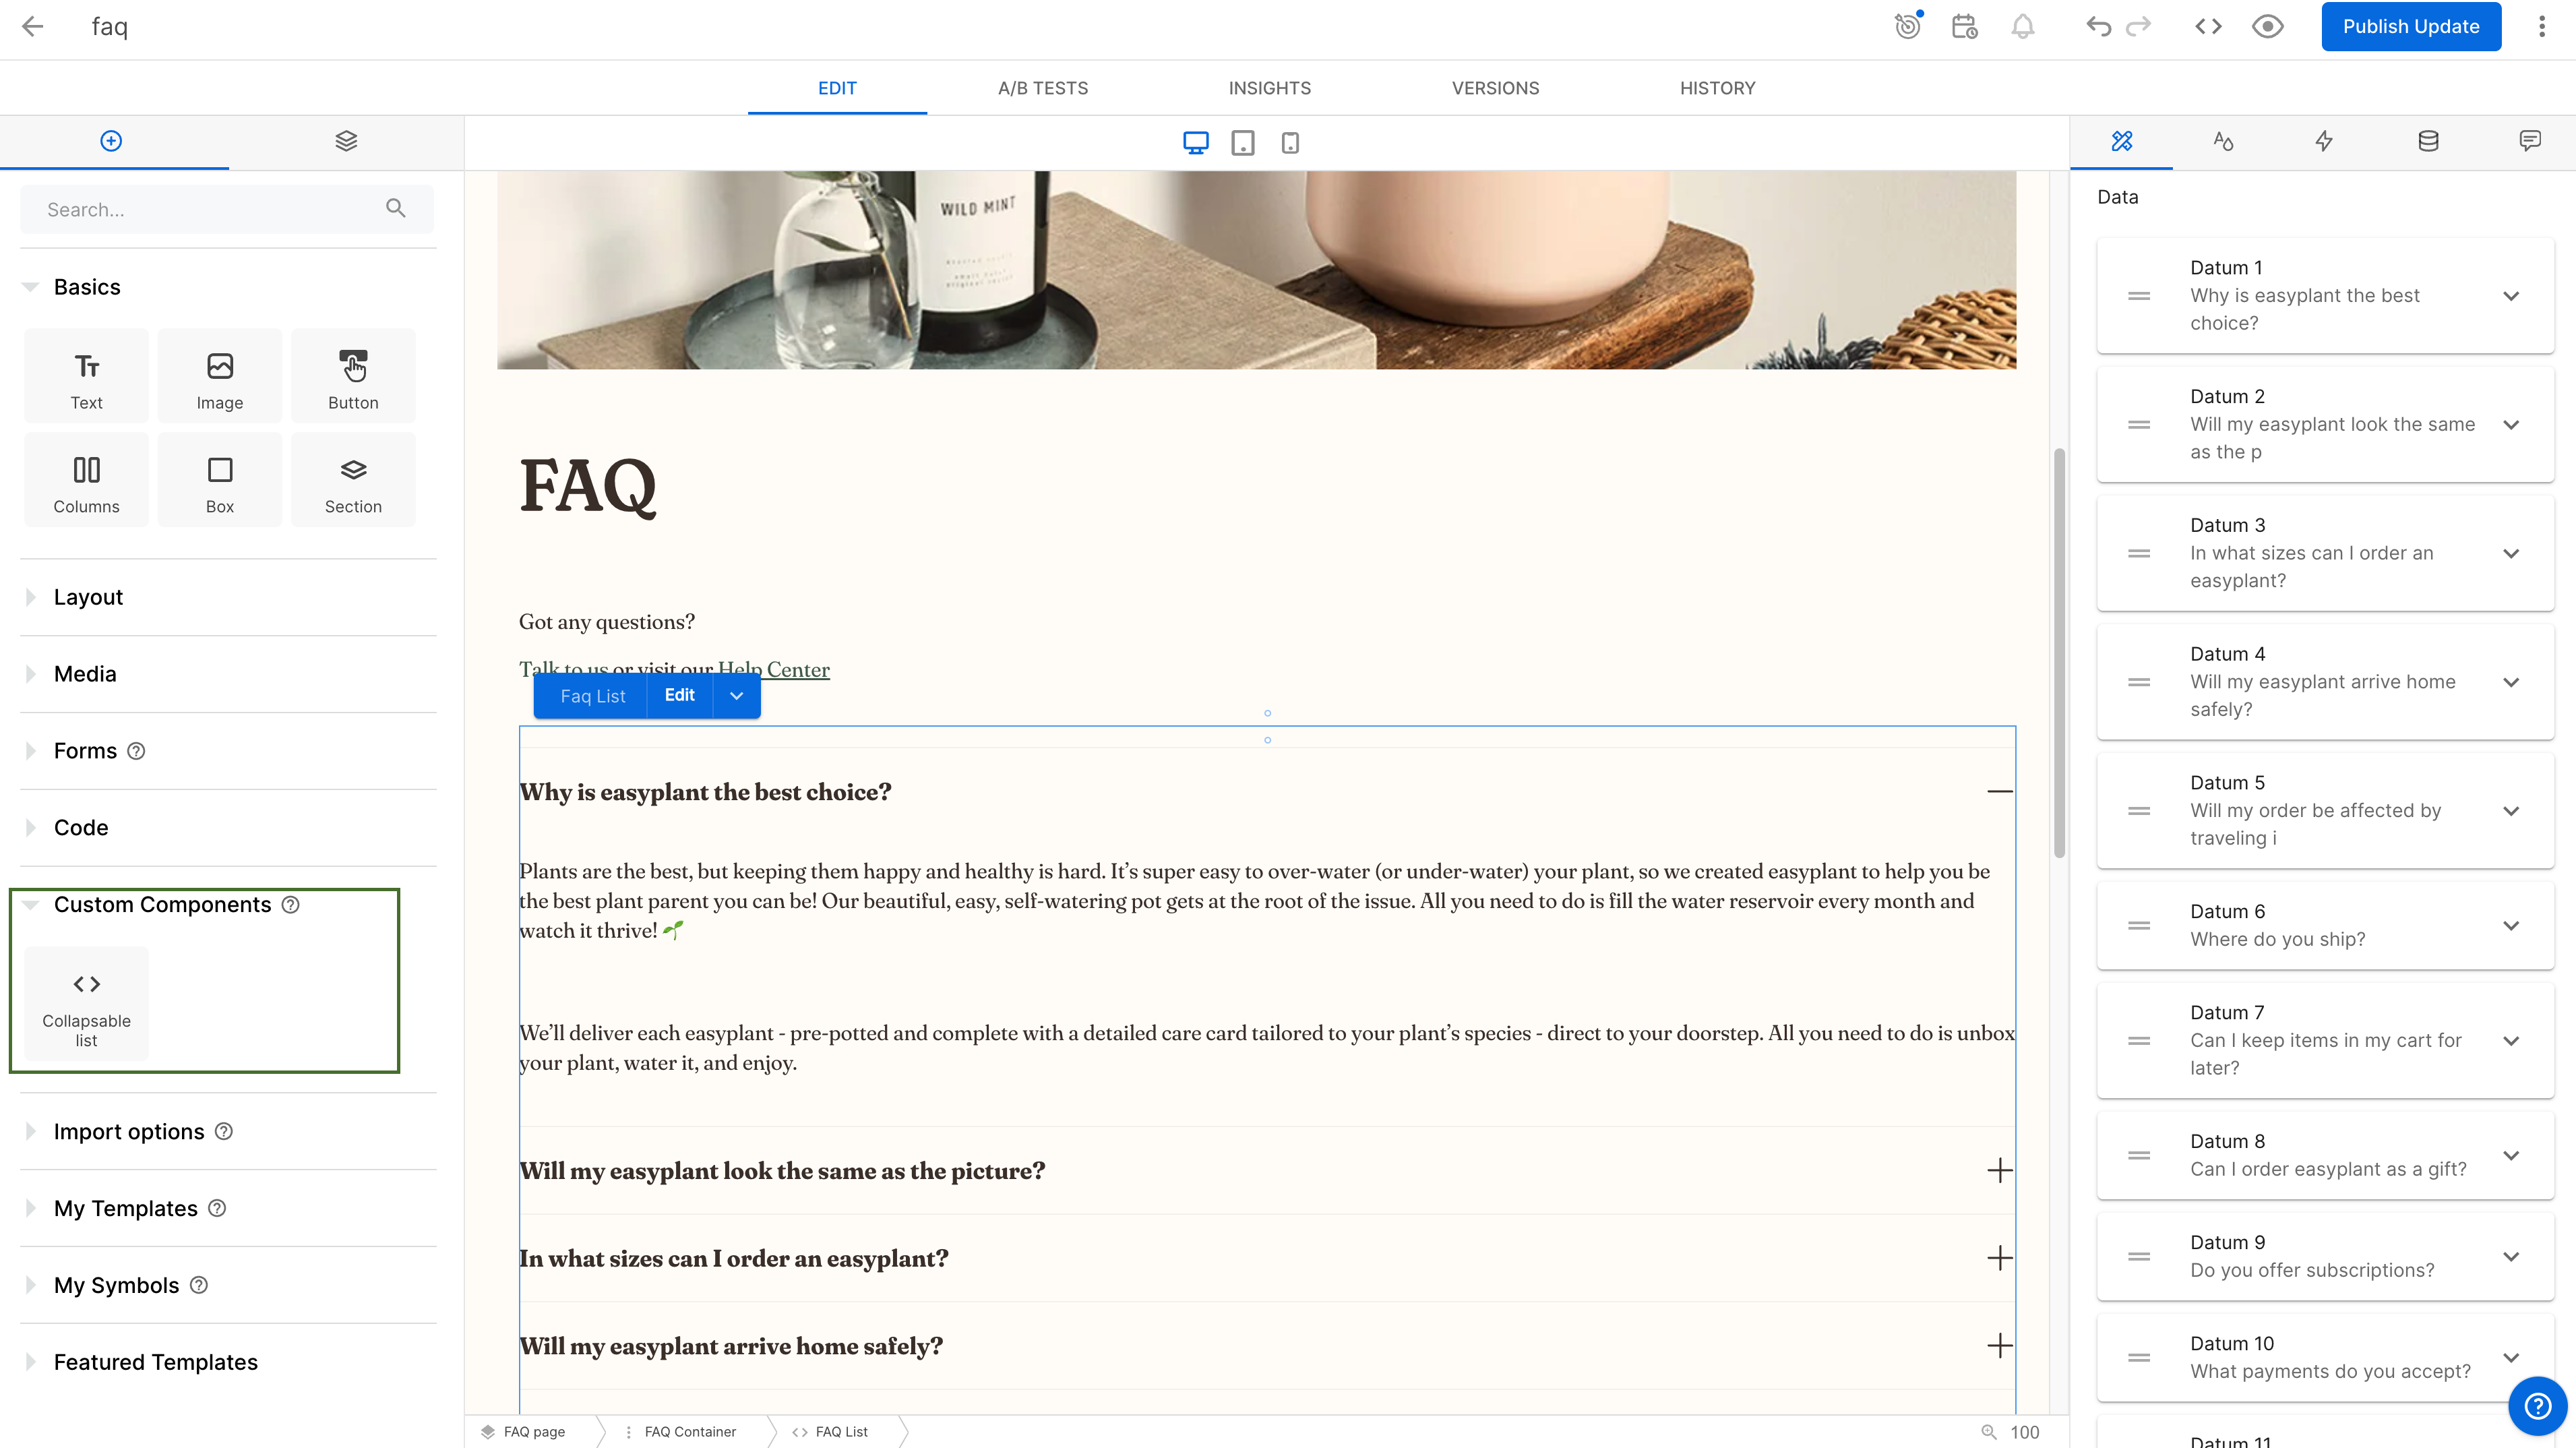 faq
Publish Update
EDIT
A/B TESTS
INSIGHTS
VERSIONS
HISTORY
Search...
Basics
Text
Image
Button
Columns
Box
Section
Layout
Media
Forms
Code
Custom Components
Collapsable
list
Import options
My Templates
My Symbols
Featured Templates
WILD MINT
FAQ
Got any questions?
Talk to us or visit our Help Center
Faq List
Edit
Why is easyplant the best choice?
Plants are the best, but keeping them happy and healthy is hard. It’s super easy to over-water (or under-water) your plant, so we created easyplant to help you be
the best plant parent you can be! Our beautiful, easy, self-watering pot gets at the root of the issue. All you need to do is fill the water reservoir every month and
watch it thrive! 🌱
We’ll deliver each easyplant - pre-potted and complete with a detailed care card tailored to your plant’s species - direct to your doorstep. All you need to do is unbox
your plant, water it, and enjoy.
Will my easyplant look the same as the picture?
In what sizes can I order an easyplant?
Will my easyplant arrive home safely?
FAQ page
FAQ Container
FAQ List
100
Data
Datum 1
Why is easyplant the best
choice?
Datum 2
Will my easyplant look the same
as the p
Datum 3
In what sizes can I order an
easyplant?
Datum 4
Will my easyplant arrive home
safely?
Datum 5
Will my order be affected by
traveling i
Datum 6
Where do you ship?
Datum 7
Can I keep items in my cart for
later?
Datum 8
Can I order easyplant as a gift?
Datum 9
Do you offer subscriptions?
Datum 10
What payments do you accept?
Datum 11